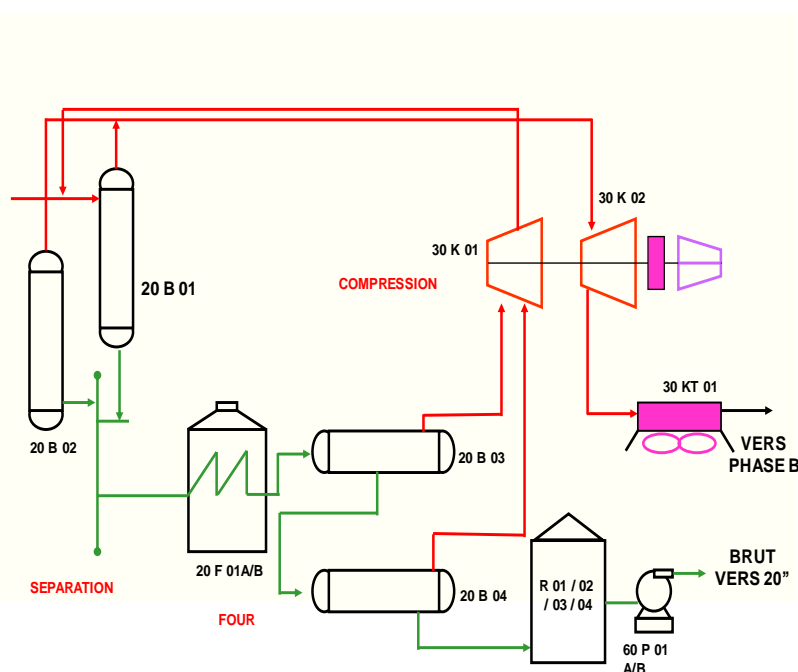 30 K 02
30 K 01
20 B 01
COMPRESSION
30 KT 01
VERS
PHASE B
20 B 02
20 B 03
20 F 01A/B
SEPARATION
FOUR
20 B 04
R 01 / 02
/ 03 / 04
BRUT
VERS 20”
60 P 01
A/B